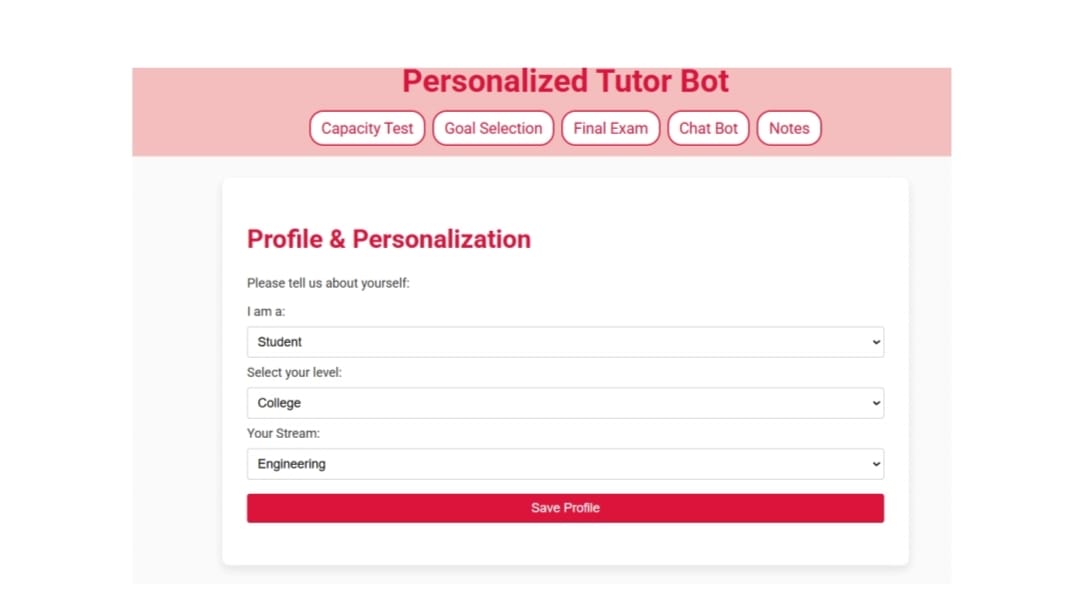 Personalized Tutor Bot
Capacity Test Goal Selection Final Exam Chat Bot Notes
Profile & Personalization
Please tell us about yourself:
I am a:
Student
Select your level:
College
Your Stream:
Engineering
Save Profile